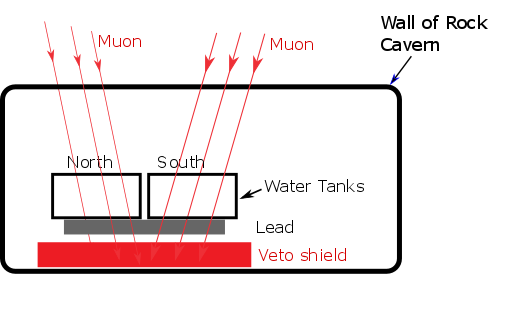 Wall of Rock
Cavern
Muon
Muon
North
South
Water Tanks
Lead
Veto shield